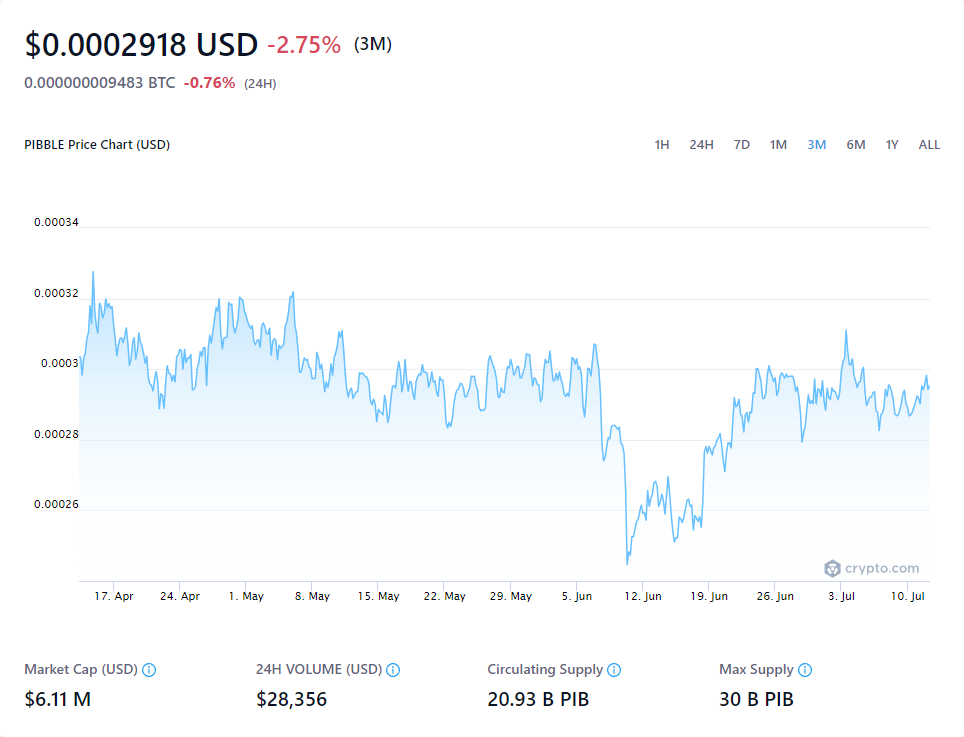 $0.0002918 USD -2.75% (3M)
0.000000009483 BTC -0.76% (24H)
PIBBLE Price Chart (USD) 1H 24H 7D 1M 3M 6M 1Y ALL
0.00034
0.00032
0.0003
0.00028
0.00026
crypto.com
17. Apr 24. Apr 1. May 8. May 15. May 22. May 29. May 5. Jun 12. Jun 19. Jun 26. Jun 3. Jul 10. Jul
Market Cap (USD) 24H VOLUME (USD) Circulating Supply Max Supply
$6.11 M $28,356 20.93 B PIB 30 B PIB